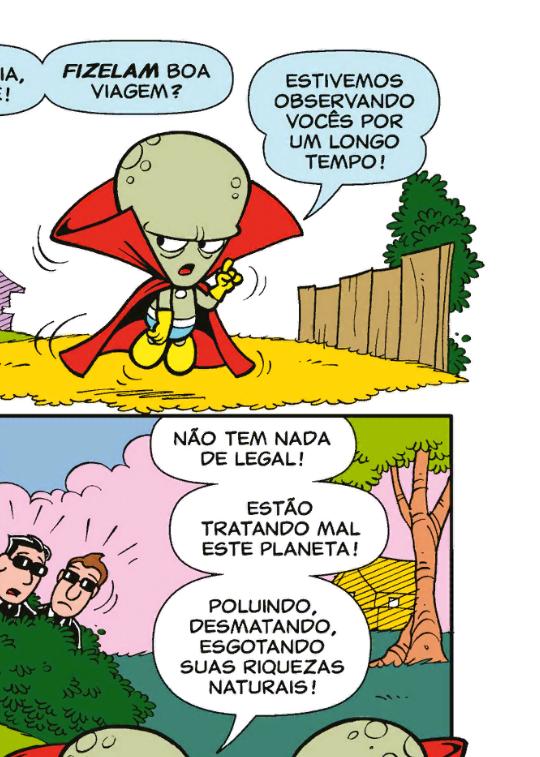 IA,
E!
FIZELAM BOA
VIAGEM?
ESTIVEMOS
OBSERVANDO
VOCÊS POR
UM LONGO
TEMPO!
NÃO TEM NADA
DE LEGAL!
ESTÃO
TRATANDO MAL
ESTE PLANETA!
POLUINDO,
DESMATANDO,
ESGOTANDO
SUAS RIQUEZAS
NATURAIS!